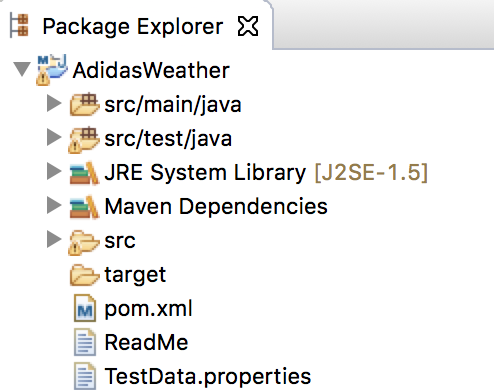 Package Explorer
AdidasWeather
src/main/java
src/test/java
JRE System Library [J2SE-1.5]
Maven Dependencies
src
target
pom.xml
ReadMe
TestData.properties